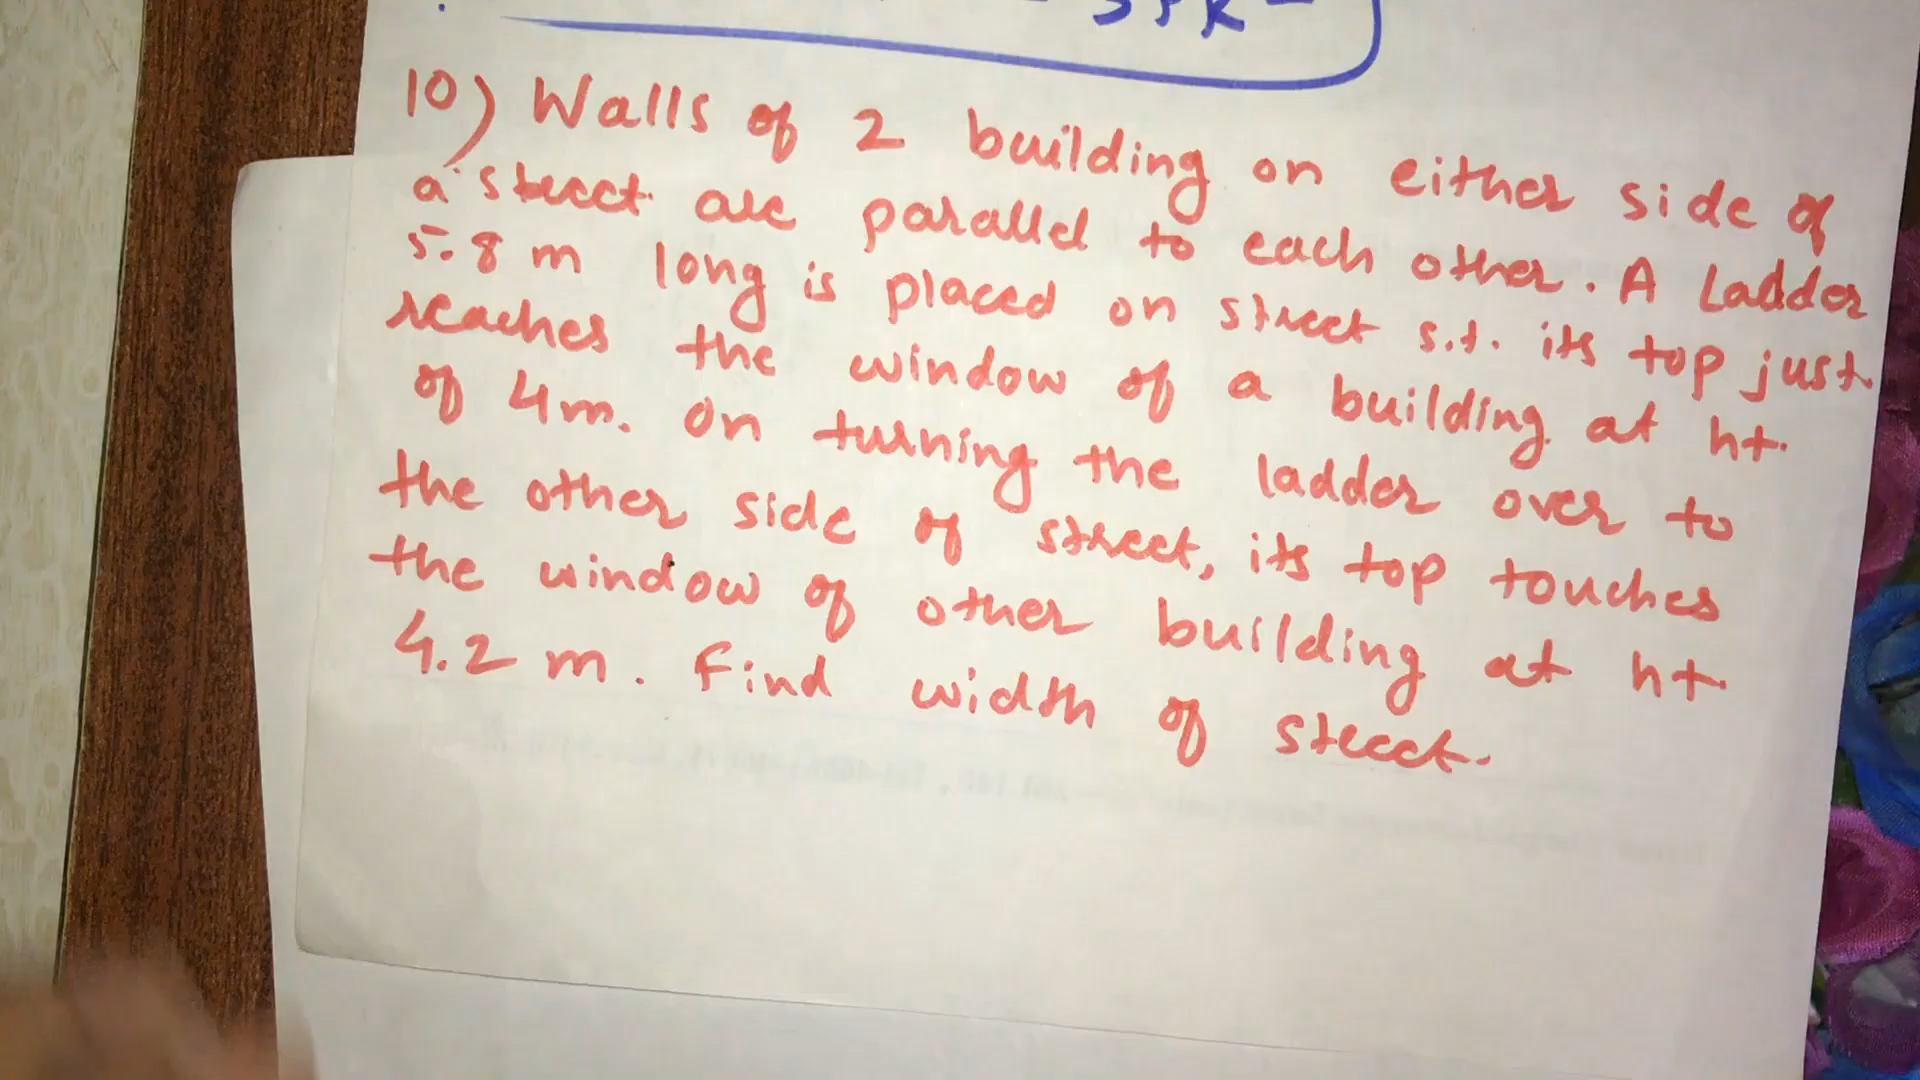 10) Walls of 2 building on either side of
a street are parallel to each other. A Ladder
5.8 m long is placed on street s.t. its top just
reaches the window of a building at ht.
of 4m. On turning the ladder over to
the other side of street, its top touches
the window of other building at ht.
4.2 m. Find width of street.